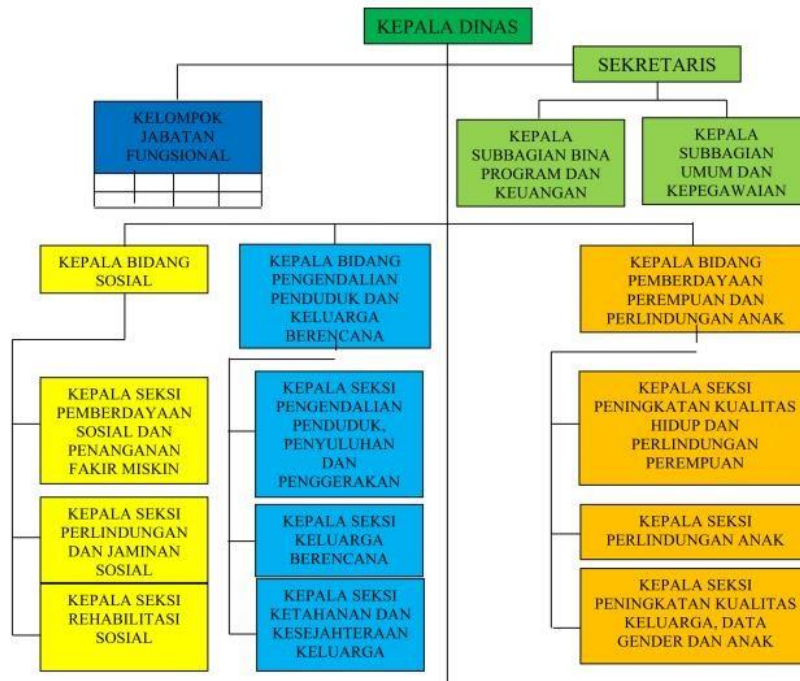 KEPALA DINAS
SEKRETARIS
KELOMPOK
JABATAN
FUNGSIONAL
KEPALA
SUBBAGIAN BINA
PROGRAM DAN
KEUANGAN
KEPALA
SUBBAGIAN
UMUM DAN
KEPEGAWAIAN
KEPALA BIDANG
SOSIAL
KEPALA BIDANG
PENGENDALIAN
PENDUDUK DAN
KELUARGA
BERENCANA
KEPALA BIDANG
PEMBERDAYAAN
PEREMPUAN DAN
PERLINDUNGAN ANAK
KEPALA SEKSI
PEMBERDAYAAN
SOSIAL DAN
PENANGANAN
FAKIR MISKIN
KEPALA SEKSI
PERLINDUNGAN
DAN JAMINAN
SOSIAL
KEPALA SEKSI
REHABILITASI
SOSIAL
KEPALA SEKSI
PENGENDALIAN
PENDUDUK,
PENYULUHAN
DAN
PENGGERAKAN
KEPALA SEKSI
KELUARGA
BERENCANA
KEPALA SEKSI
KETAHANAN DAN
KESEJAHTERAAN
KELUARGA
KEPALA SEKSI
PENINGKATAN KUALITAS
HIDUP DAN
PERLINDUNGAN
PEREMPUAN
KEPALA SEKSI
PERLINDUNGAN ANAK
KEPALA SEKSI
PENINGKATAN KUALITAS
KELUARGA, DATA
GENDER DAN ANAK